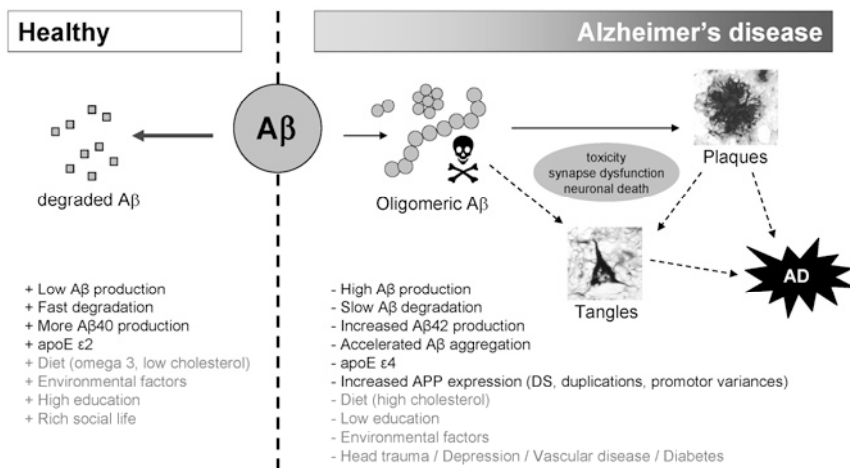 Healthy
Alzheimer's disease
Aβ
degraded Aβ
Oligomeric Aβ
toxicity
synapse dysfunction
neuronal death
Plaques
Tangles
AD
+ Low Aβ production
+ Fast degradation
+ More Aβ40 production
+ apoE ε2
+ Diet (omega 3, low cholesterol)
+ Environmental factors
+ High education
+ Rich social life
- High Aβ production
- Slow Aβ degradation
- Increased Aβ42 production
- Accelerated Aβ aggregation
- apoE ε4
- Increased APP expression (DS, duplications, promotor variances)
- Diet (high cholesterol)
- Low education
- Environmental factors
- Head trauma / Depression / Vascular disease / Diabetes